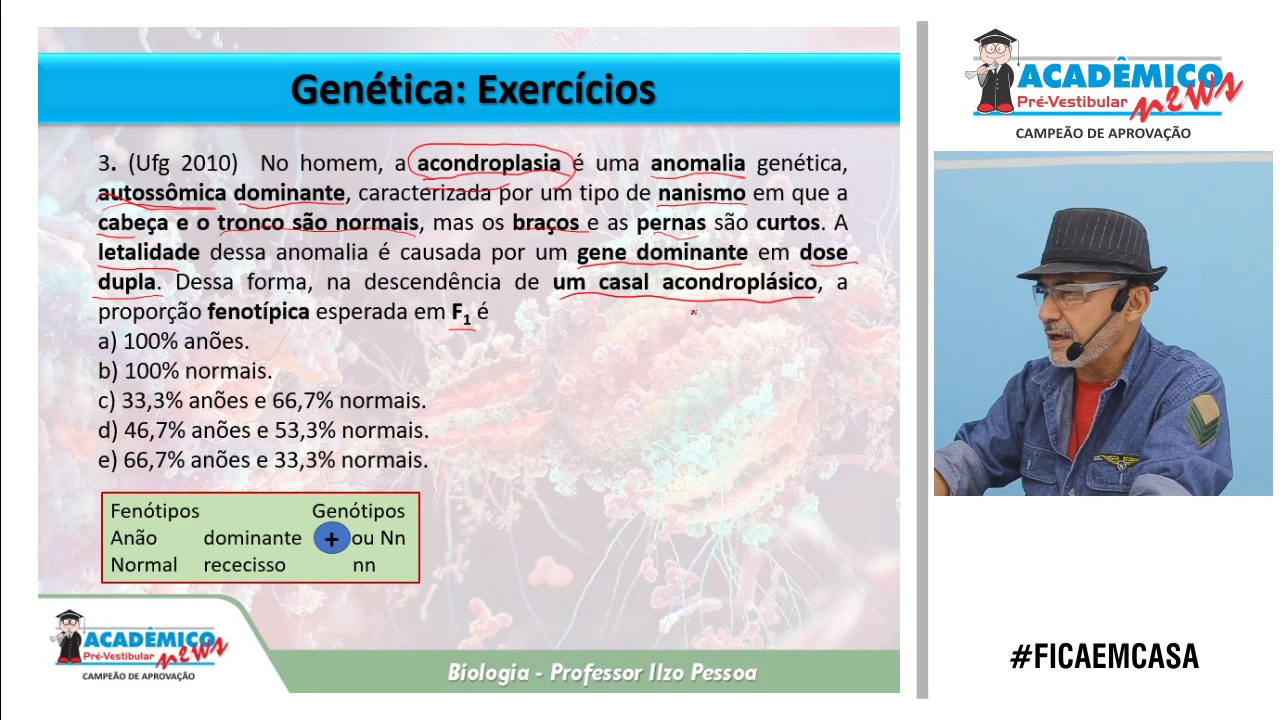 Genética: Exercícios
3. (Ufg 2010) No homem, a acondroplasia é uma anomalia genética,
autossômica dominante, caracterizada por um tipo de nanismo em que a
cabeça e o tronco são normais, mas os braços e as pernas são curtos. A
letalidade dessa anomalia é causada por um gene dominante em dose
dupla. Dessa forma, na descendência de um casal acondroplásico, a
proporção fenotípica esperada em F1 é
a) 100% anões.
b) 100% normais.
c) 33,3% anões e 66,7% normais.
d) 46,7% anões e 53,3% normais.
e) 66,7% anões e 33,3% normais.
Fenótipos Genótipos
Anão dominante + ou Nn
Normal rececisso nn
ACADÊMICO
Pré-Vestibular news
CAMPEÃO DE APROVAÇÃO
Biologia - Professor Ilzo Pessoa
ACADÊMICO
Pré-Vestibular news
CAMPEÃO DE APROVAÇÃO
#FICAEMCASA